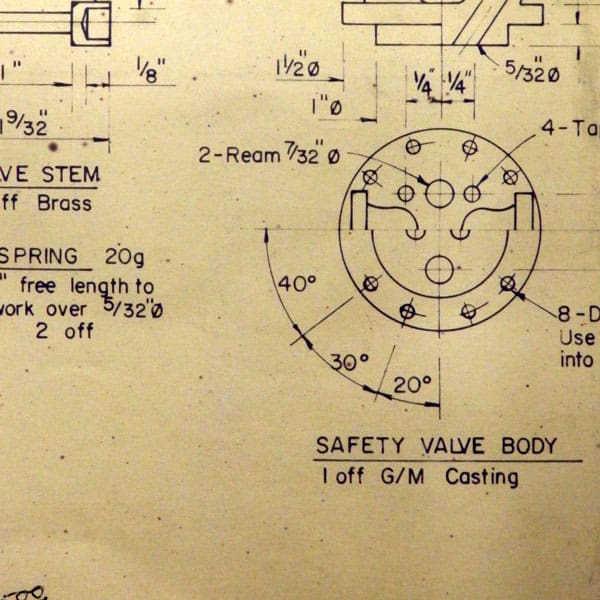 1"
1/8"
1 9/32"
VE STEM
ff Brass
SPRING 20g
" free length to
work over 5/32"Ø
2 off
1 1/2"Ø
1"Ø
1/4" 1/4"
5/32Ø
4-Ta
2-Ream 7/32"Ø
40°
30°
20°
8-D
Use
into
SAFETY VALVE BODY
1 off G/M Casting